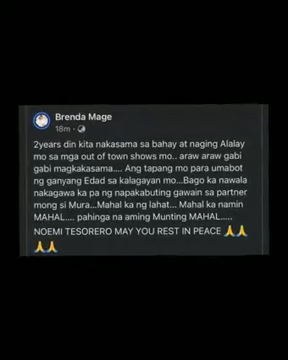 Brenda Mage
18m ·
2years din kita nakasama sa bahay at naging Alalay
mo sa mga out of town shows mo.. araw araw gabi
gabi magkakasama.... Ang tapang mo para umabot
ng ganyang Edad sa kalagayan mo...Bago ka nawala
nakagawa ka pa ng napakabuting gawain sa partner
mong si Mura...Mahal ka ng lahat... Mahal ka namin
MAHAL.... pahinga na aming Munting MAHAL.....
NOEMI TESORERO MAY YOU REST IN PEACE 🙏🙏
🙏🙏